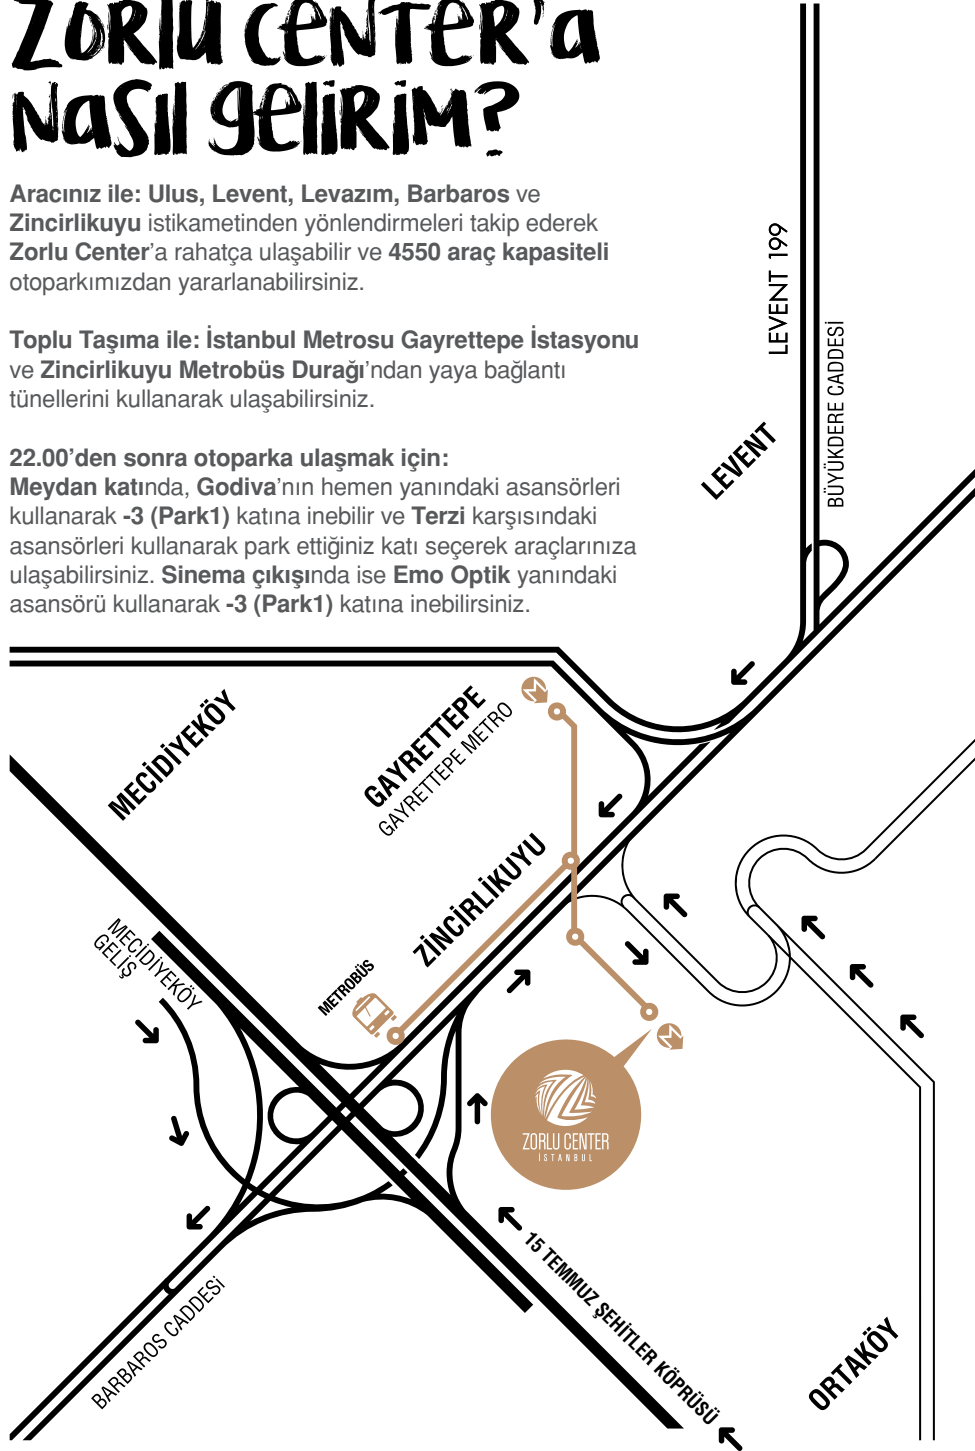 ZORLU CENTER'a
NASIL GELİRİM?
Aracınız ile: Ulus, Levent, Levazım, Barbaros ve
Zincirlikuyu istikametinden yönlendirmeleri takip ederek
Zorlu Center'a rahatça ulaşabilir ve 4550 araç kapasiteli
otoparkımızdan yararlanabilirsiniz.
Toplu Taşıma ile: İstanbul Metrosu Gayrettepe İstasyonu
ve Zincirlikuyu Metrobüs Durağı'ndan yaya bağlantı
tünellerini kullanarak ulaşabilirsiniz.
22.00'den sonra otoparka ulaşmak için:
Meydan katında, Godiva'nın hemen yanındaki asansörleri
kullanarak -3 (Park1) katına inebilir ve Terzi karşısındaki
asansörleri kullanarak park ettiğiniz katı seçerek araçlarınıza
ulaşabilirsiniz. Sinema çıkışında ise Emo Optik yanındaki
asansörü kullanarak -3 (Park1) katına inebilirsiniz.
LEVENT 199
BÜYÜKDERE CADDESİ
LEVENT
MECİDİYEKÖY
GAYRETTEPE
GAYRETTEPE METRO
M
ZİNCİRLİKUYU
MECİDİYEKÖY
GELİŞ
METROBÜS
M
ZORLU CENTER
İSTANBUL
BARBAROS CADDESİ
15 TEMMUZ ŞEHİTLER KÖPRÜSÜ
ORTAKÖY